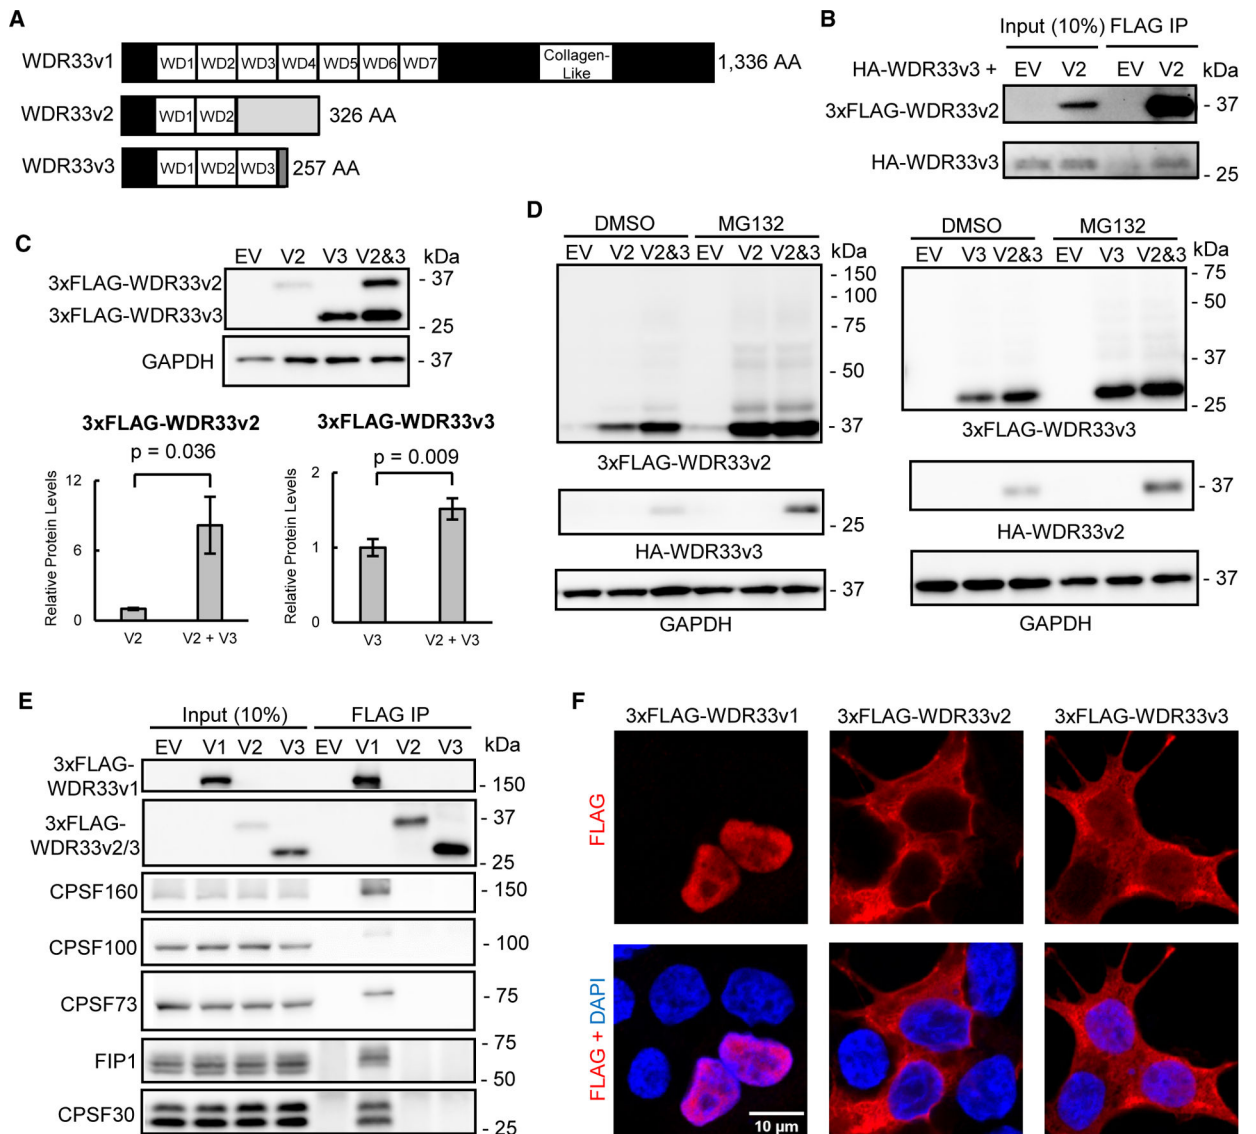 A
WDR33v1 WD1 WD2 WD3 WD4 WD5 WD6 WD7 Collagen-Like 1,336 AA
WDR33v2 WD1 WD2 326 AA
WDR33v3 WD1 WD2 WD3 257 AA
B
Input (10%) FLAG IP
HA-WDR33v3 + EV V2 EV V2 kDa
3xFLAG-WDR33v2 - 37
HA-WDR33v3 - 25
C
EV V2 V3 V2&3 kDa
3xFLAG-WDR33v2 - 37
3xFLAG-WDR33v3 - 25
GAPDH - 37
3xFLAG-WDR33v2
p = 0.036
Relative Protein Levels
12
6
0
V2 V2 + V3
3xFLAG-WDR33v3
p = 0.009
Relative Protein Levels
2
1
0
V3 V2 + V3
D
DMSO MG132
EV V2 V2&3 EV V2 V2&3 kDa
- 150
- 100
- 75
- 50
- 37
3xFLAG-WDR33v2
- 25
HA-WDR33v3
- 37
GAPDH
DMSO MG132
EV V3 V2&3 EV V3 V2&3 kDa
- 75
- 50
- 37
- 25
3xFLAG-WDR33v3
- 37
HA-WDR33v2
- 37
GAPDH
E
Input (10%) FLAG IP
EV V1 V2 V3 EV V1 V2 V3 kDa
3xFLAG-
WDR33v1 - 150
3xFLAG- - 37
WDR33v2/3 - 25
CPSF160 - 150
CPSF100 - 100
CPSF73 - 75
FIP1 - 75
- 50
CPSF30 - 25
F
3xFLAG-WDR33v1 3xFLAG-WDR33v2 3xFLAG-WDR33v3
FLAG
FLAG + DAPI
10 µm